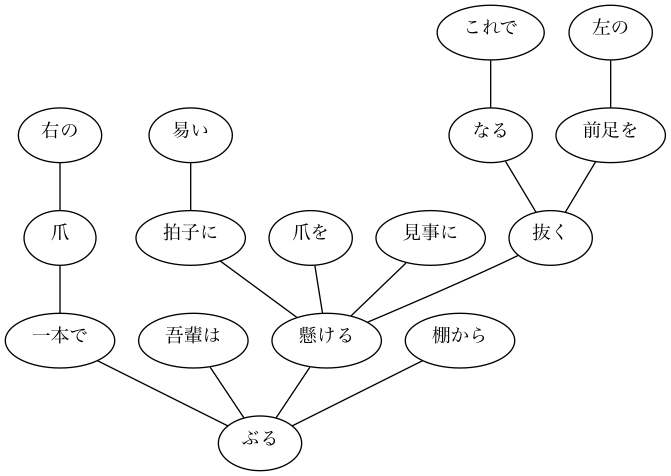 これで
左の
右の
易い
なる
前足を
爪
拍子に
爪を
見事に
抜く
一本で
吾輩は
懸ける
棚から
ぶる